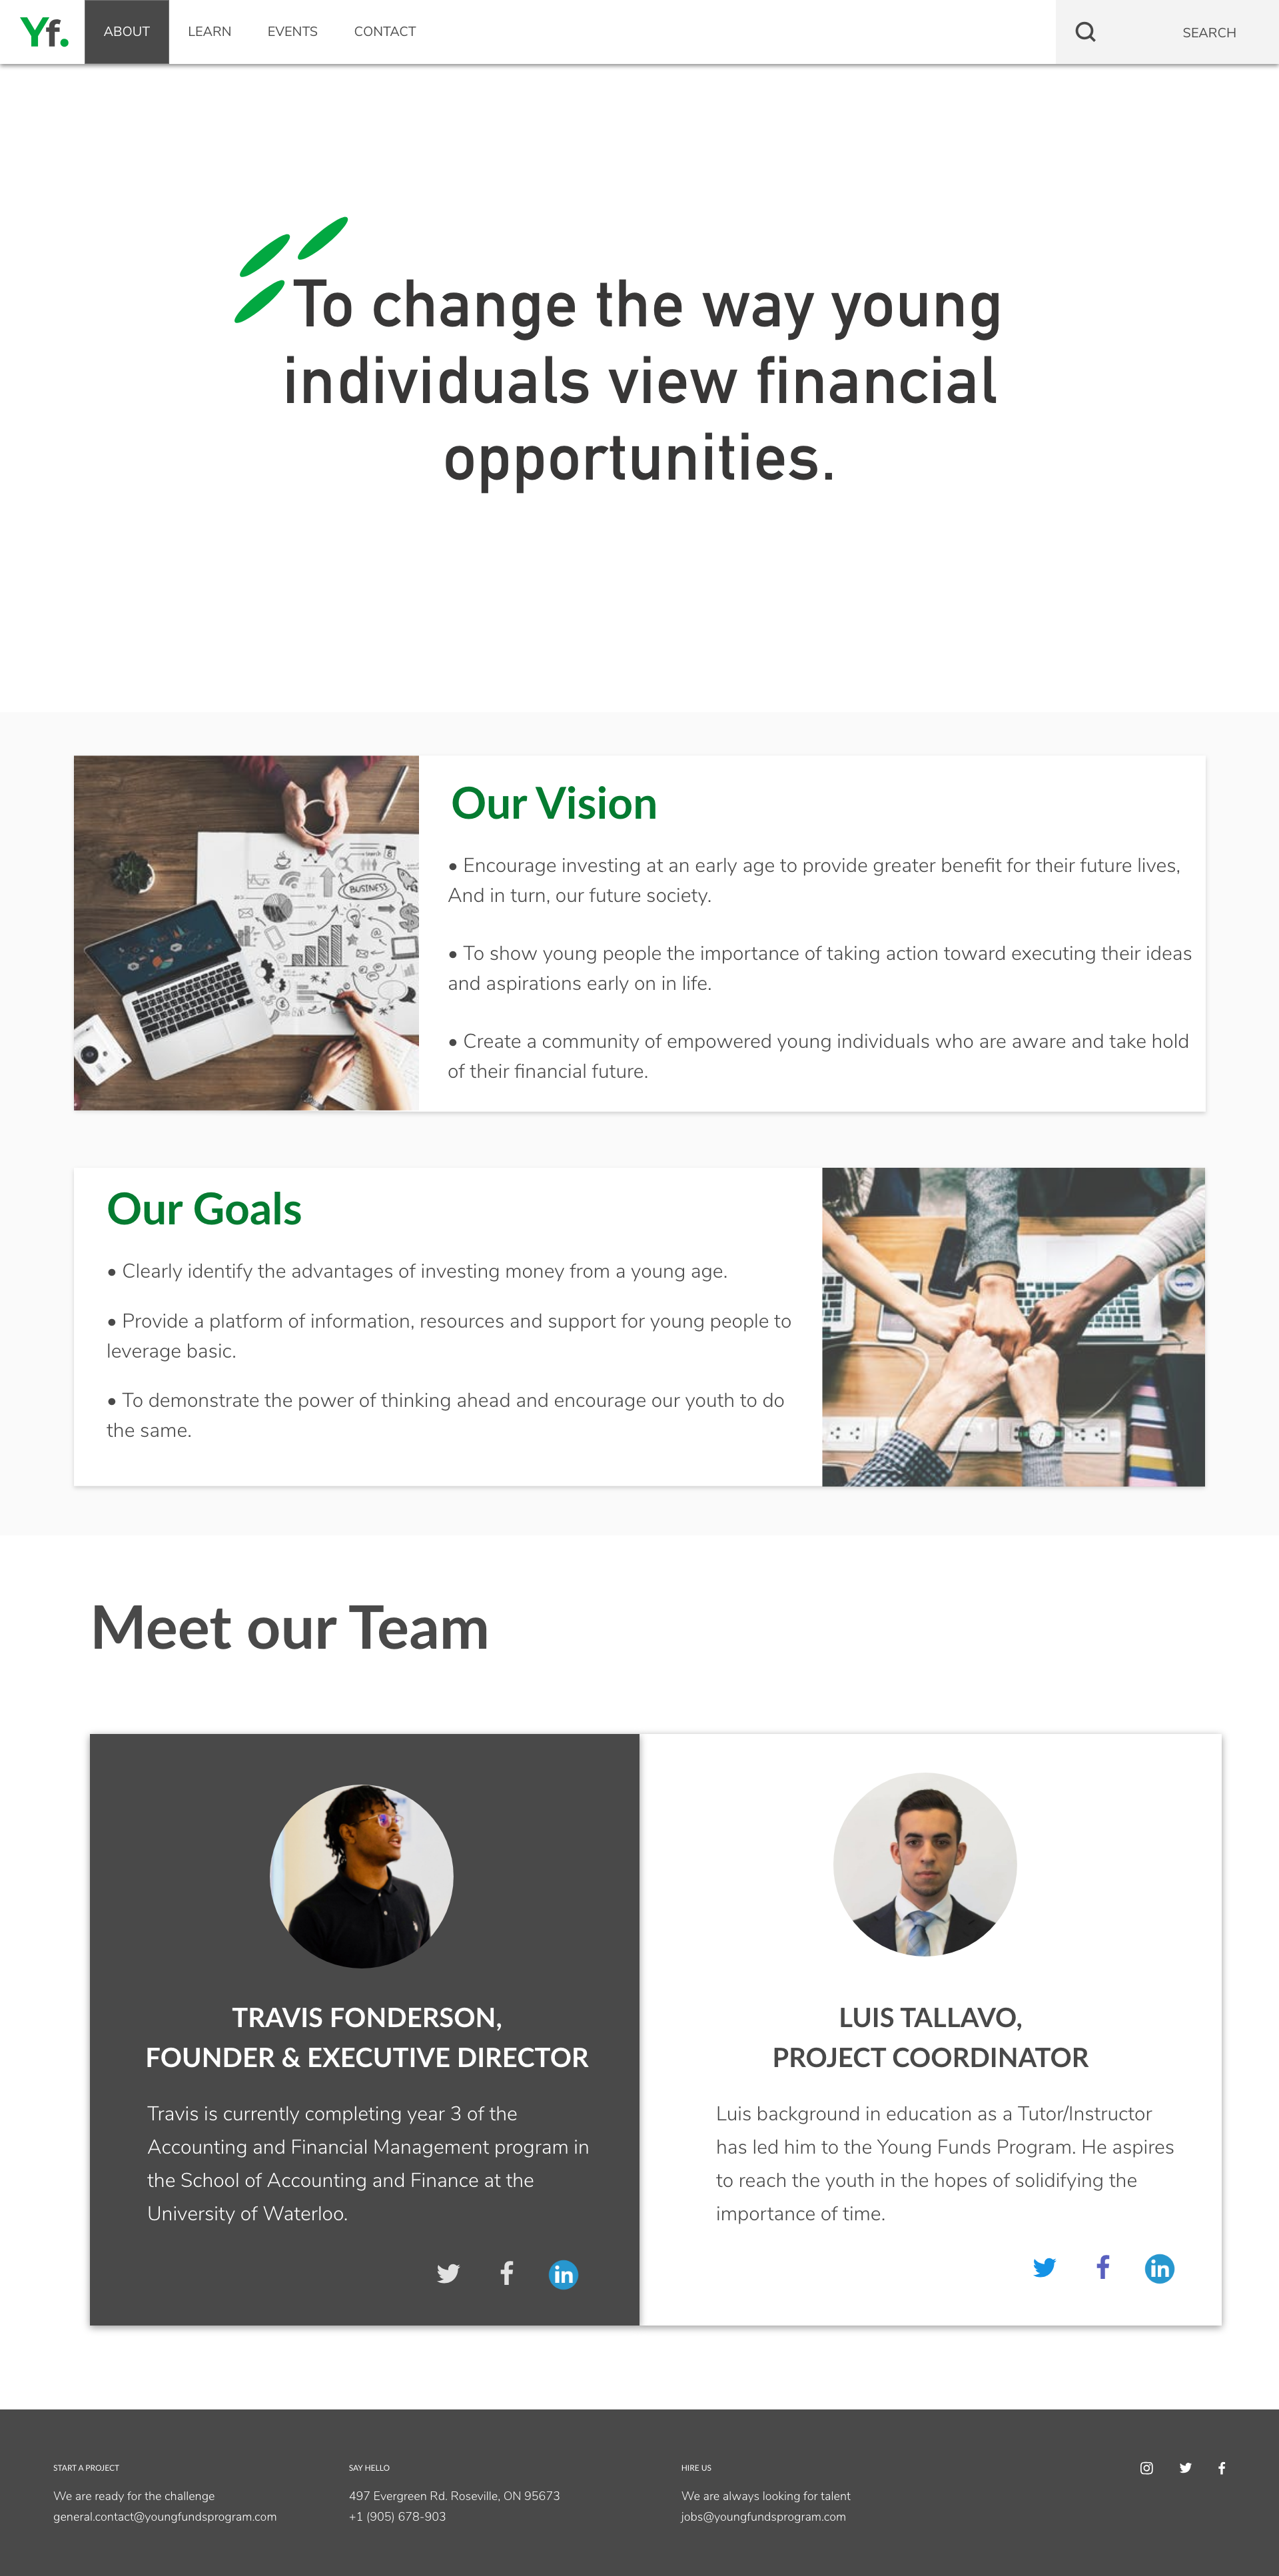 Yf.
ABOUT
LEARN
EVENTS
CONTACT
SEARCH
To change the way young
individuals view financial
opportunities.
BUSINESS
Our Vision
• Encourage investing at an early age to provide greater benefit for their future lives,
And in turn, our future society.
• To show young people the importance of taking action toward executing their ideas
and aspirations early on in life.
• Create a community of empowered young individuals who are aware and take hold
of their financial future.
Our Goals
• Clearly identify the advantages of investing money from a young age.
• Provide a platform of information, resources and support for young people to
leverage basic.
• To demonstrate the power of thinking ahead and encourage our youth to do
the same.
Meet our Team
TRAVIS FONDERSON,
FOUNDER & EXECUTIVE DIRECTOR
Travis is currently completing year 3 of the
Accounting and Financial Management program in
the School of Accounting and Finance at the
University of Waterloo.
in
LUIS TALLAVO,
PROJECT COORDINATOR
Luis background in education as a Tutor/Instructor
has led him to the Young Funds Program. He aspires
to reach the youth in the hopes of solidifying the
importance of time.
in
START A PROJECT
We are ready for the challenge
general.contact@youngfundsprogram.com
SAY HELLO
497 Evergreen Rd. Roseville, ON 95673
+1 (905) 678-903
HIRE US
We are always looking for talent
jobs@youngfundsprogram.com